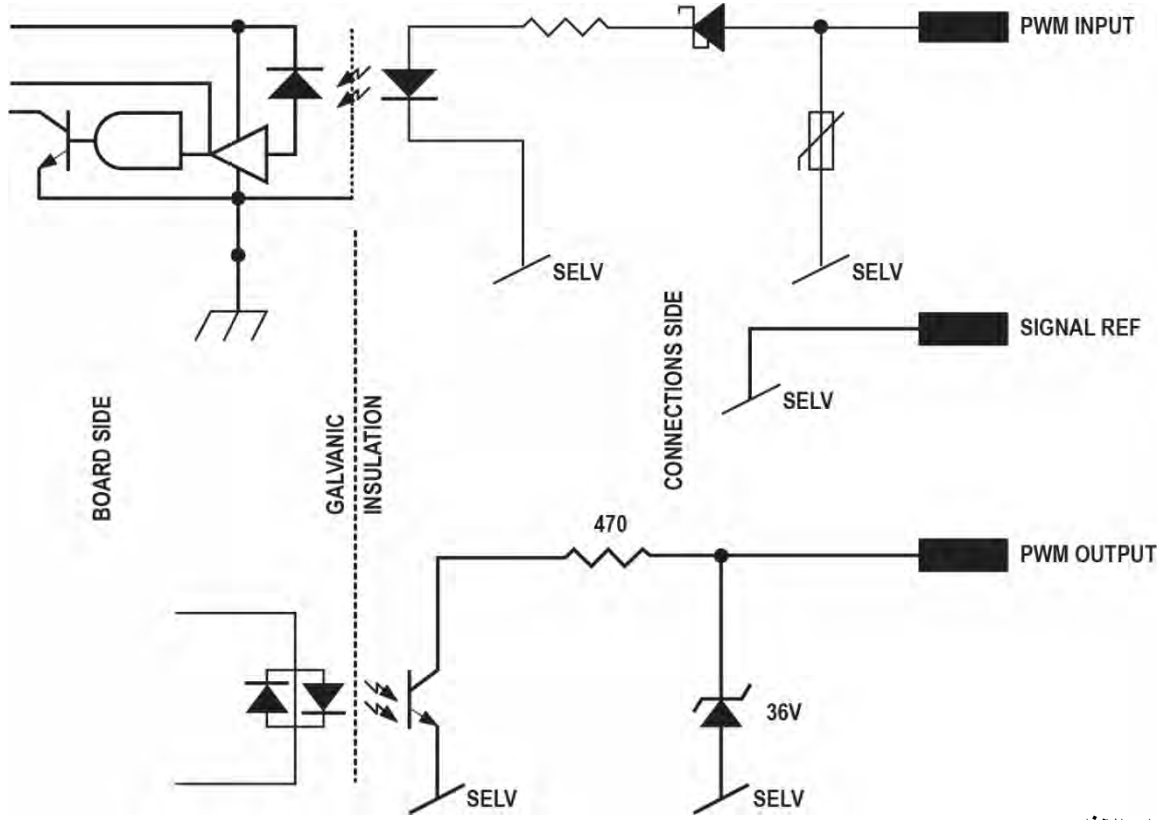 PWM INPUT
SELV
SELV
SIGNAL REF
SELV
BOARD SIDE
GALVANIC
INSULATION
CONNECTIONS SIDE
470
PWM OUTPUT
36V
SELV
SELV